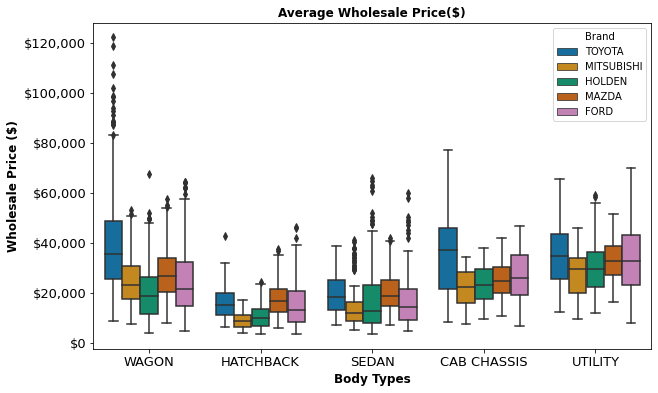 Average Wholesale Price($)
Brand
TOYOTA
MITSUBISHI
HOLDEN
MAZDA
FORD
Wholesale Price ($)
$120,000
$100,000
$80,000
$60,000
$40,000
$20,000
$0
WAGON HATCHBACK SEDAN CAB CHASSIS UTILITY
Body Types